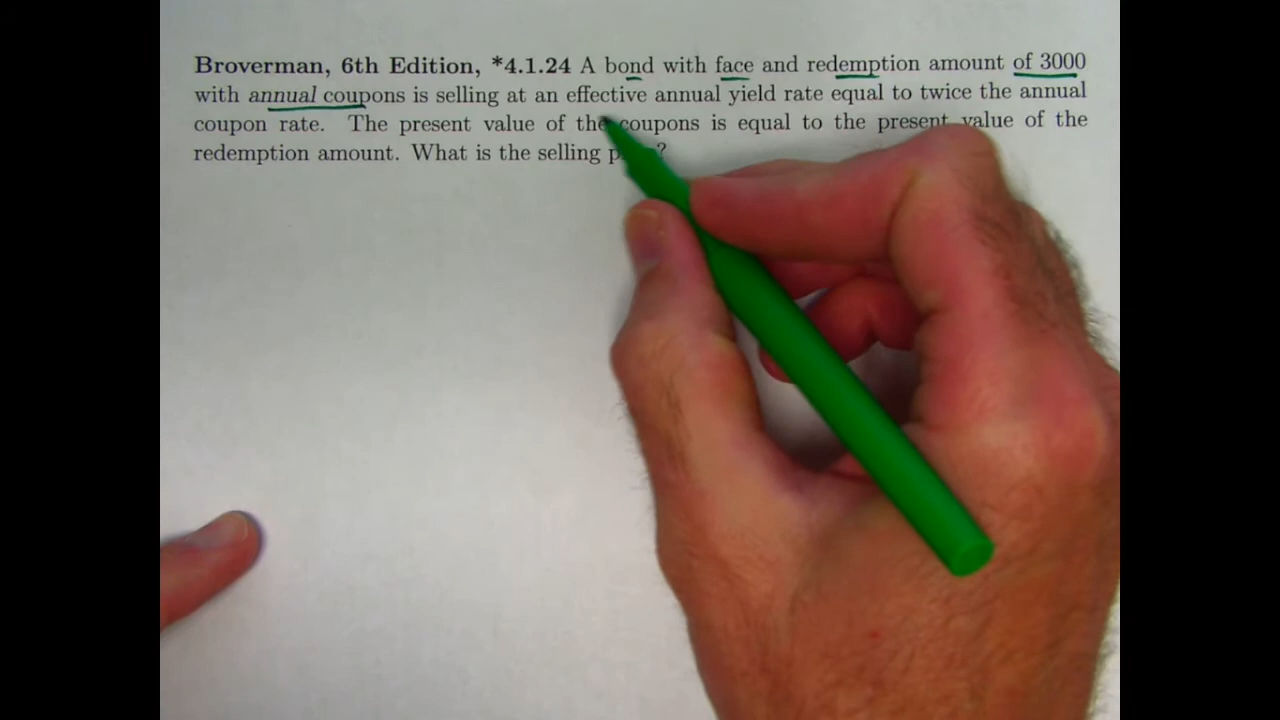 Broverman, 6th Edition, *4.1.24 A bond with face and redemption amount of 3000
with annual coupons is selling at an effective annual yield rate equal to twice the annual
coupon rate. The present value of the coupons is equal to the present value of the
redemption amount. What is the selling